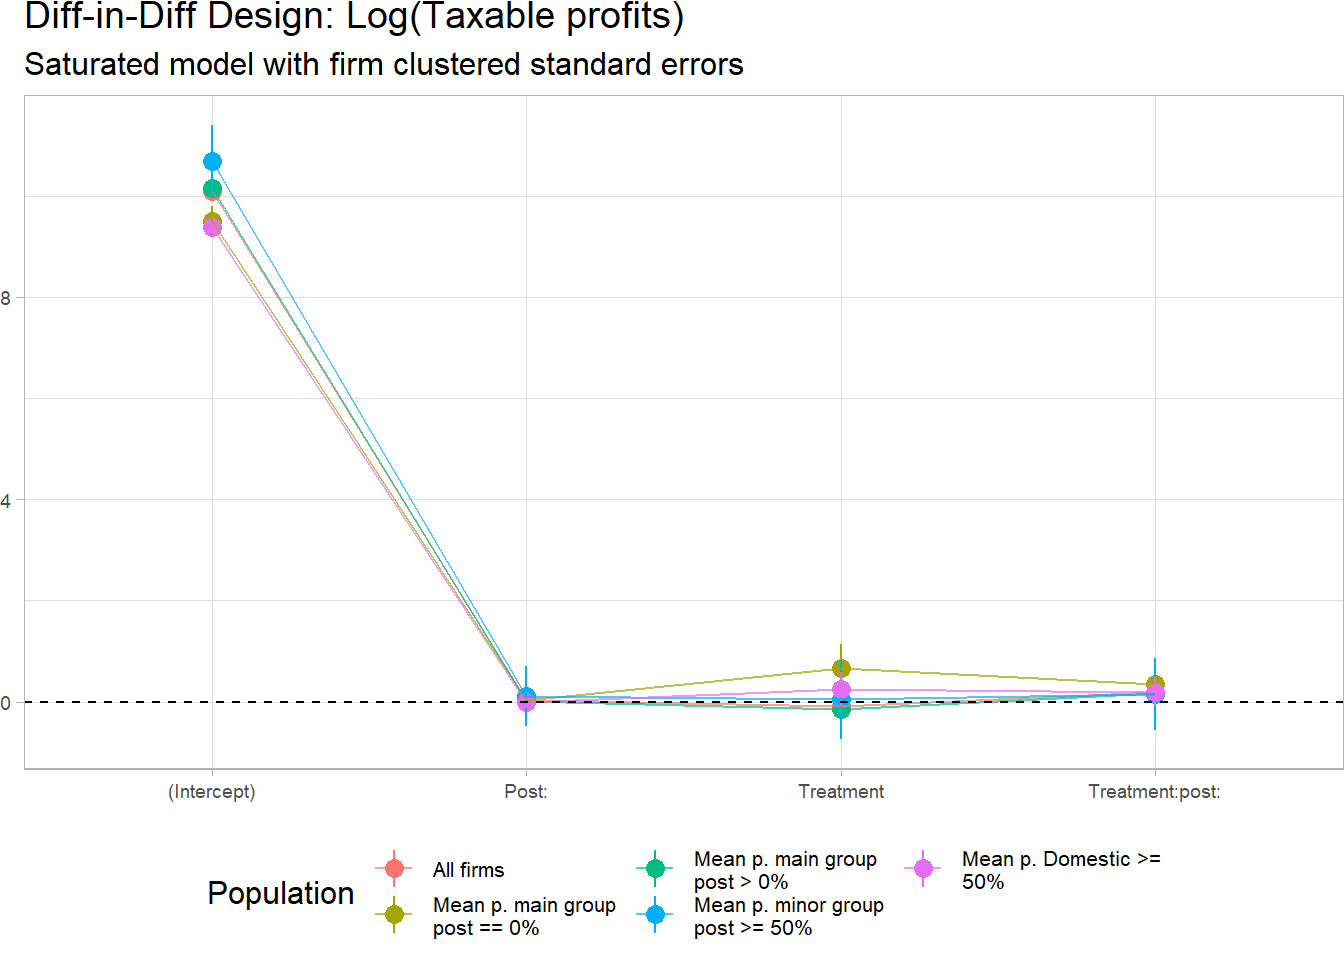 Diff-in-Diff Design: Log(Taxable profits)
Saturated model with firm clustered standard errors
8
4
0
(Intercept)
Post:
Treatment
Treatment:post:
Population
All firms
Mean p. main group
post == 0%
Mean p. main group
post > 0%
Mean p. minor group
post >= 50%
Mean p. Domestic >=
50%